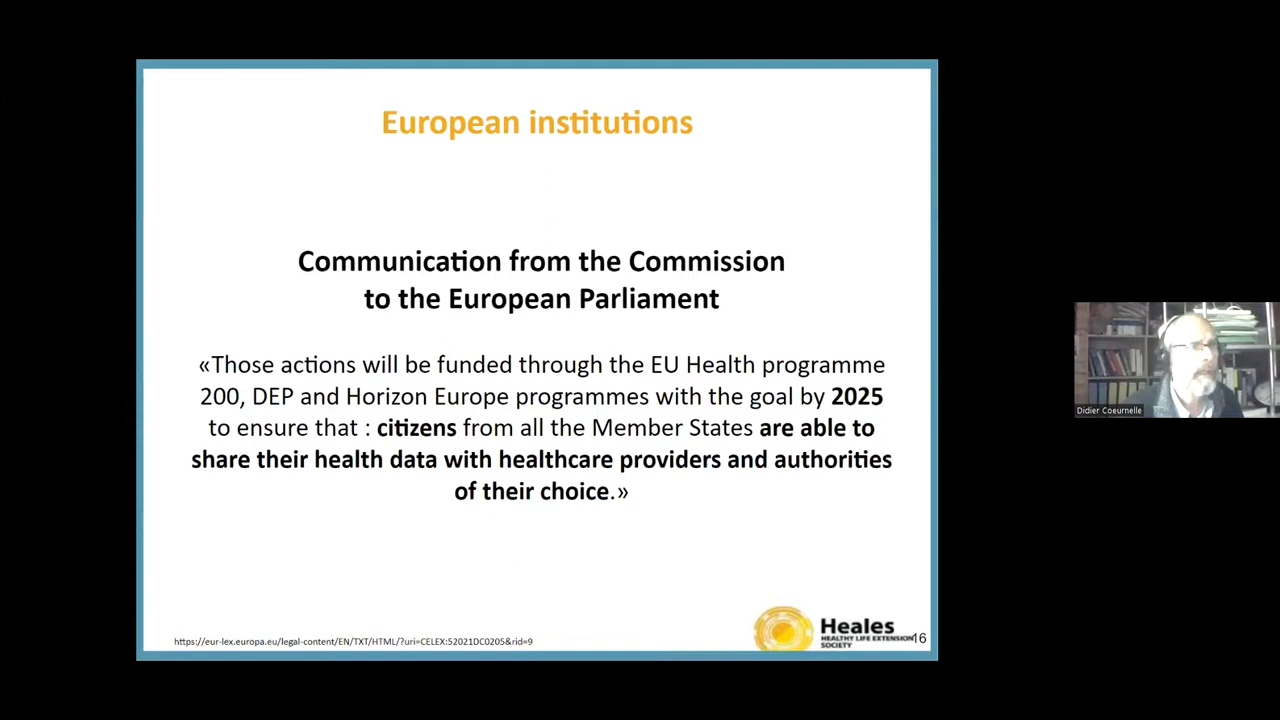 European institutions
Communication from the Commission
to the European Parliament
«Those actions will be funded through the EU Health programme
200, DEP and Horizon Europe programmes with the goal by 2025
to ensure that : citizens from all the Member States are able to
share their health data with healthcare providers and authorities
of their choice.»
https://eur-lex.europa.eu/legal-content/EN/TXT/HTML/?uri=CELEX:52021DC0205&rid=9
Heales
HEALTHY LIFE EXTENSION
SOCIETY
16
Didier Coeurnelle